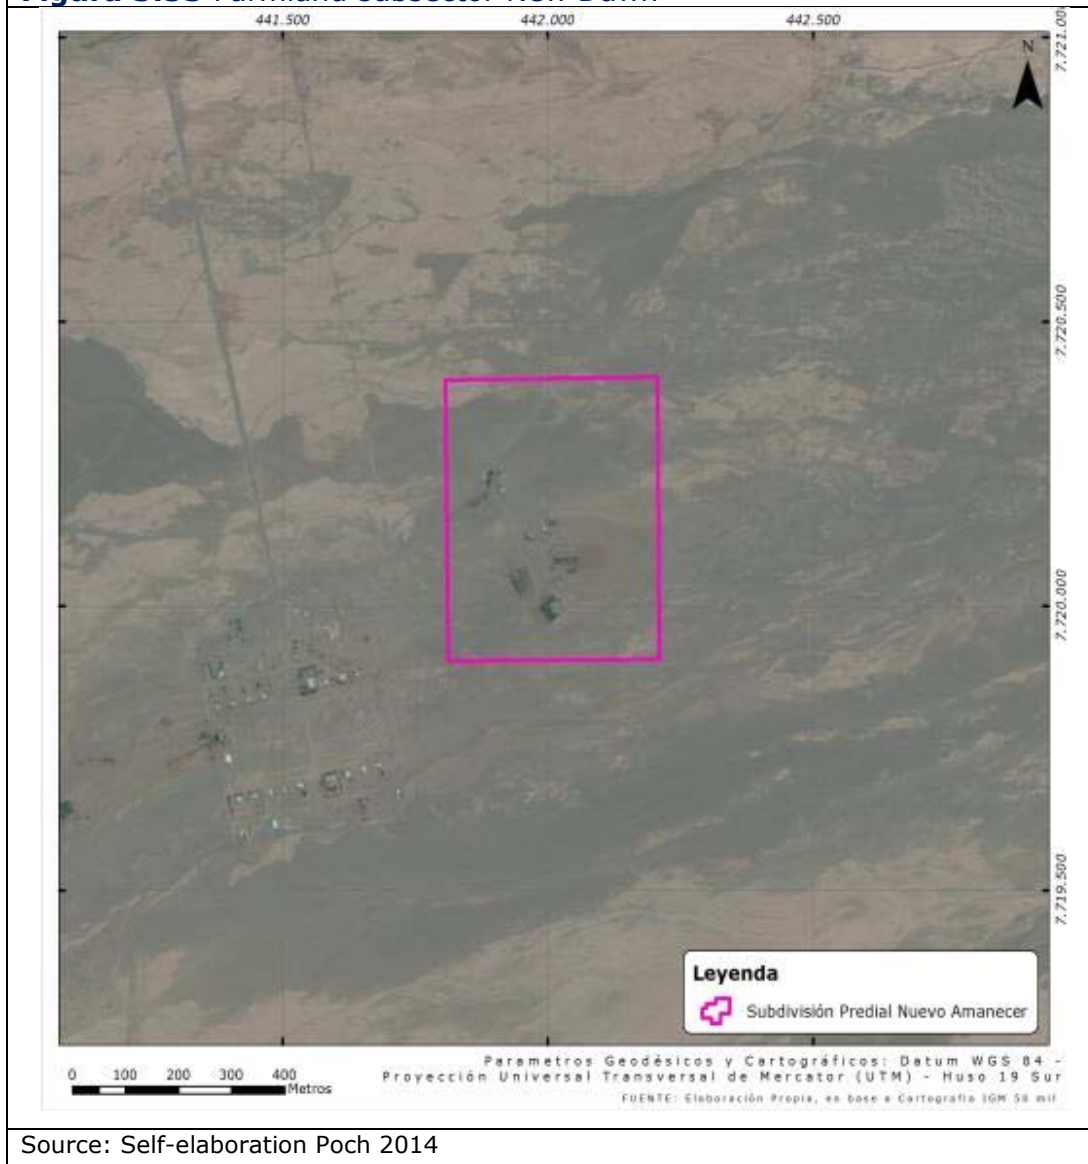 441.500 442.000 442.500
7.721.00
N
7.720.500
7.720.000
7.719.500
Leyenda
Subdivisión Predial Nuevo Amanecer
0 100 200 300 400
Metros
Parametros Geodèsicos y Cartográficos: Datum WGS 84 -
Proyección Universal Transversal de Mercator (UTM) - Huso 19 Sur
FUENTE: Elaboración Propia, en base a Cartografía IGM 50 mil
Source: Self-elaboration Poch 2014